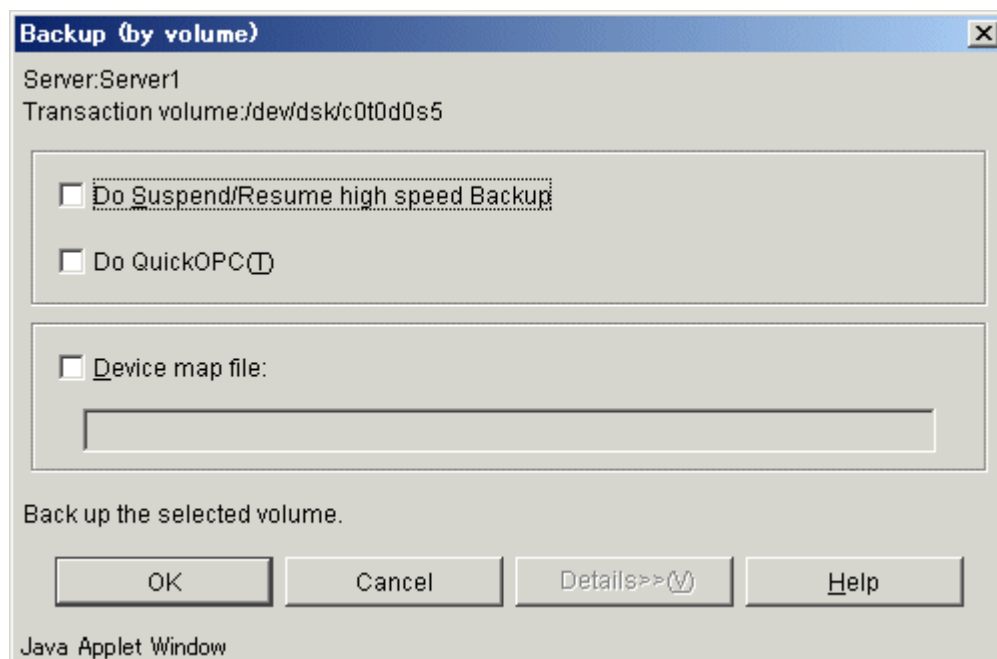 Backup (by volume)
Server:Server1
Transaction volume:/dev/dsk/c0t0d0s5
Do Suspend/Resume high speed Backup
Do QuickOPC(T)
Device map file:
Back up the selected volume.
OK Cancel Details>>(V) Help
Java Applet Window